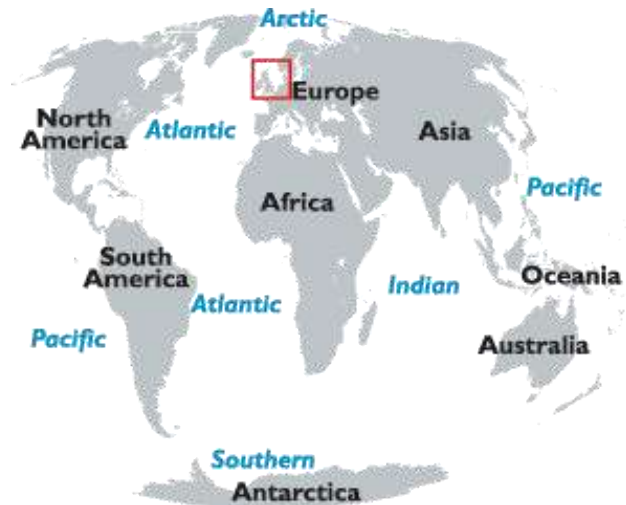 Arctic
Europe
North
America
Atlantic
Asia
Pacific
Africa
South
America
Atlantic
Indian
Oceania
Pacific
Australia
Southern
Antarctica